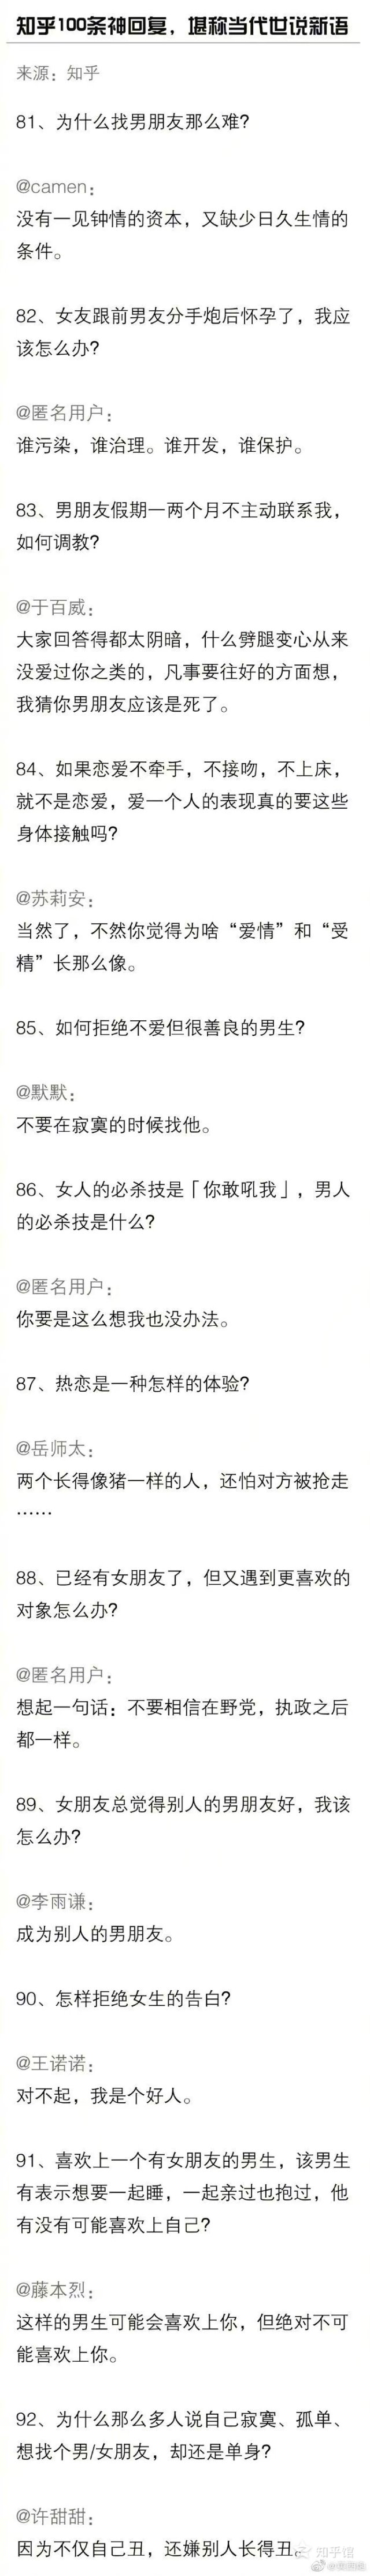 知乎100条神回复，堪称当代世说新语
来源：知乎
81、为什么找男朋友那么难？
@camen：
没有一见钟情的资本，又缺少日久生情的
条件。
82、女友跟前男友分手炮后怀孕了，我应
该怎么办？
@匿名用户：
谁污染，谁治理。谁开发，谁保护。
83、男朋友假期一两个月不主动联系我，
如何调教？
@于百威：
大家回答得都太阴暗，什么劈腿变心从来
没爱过你之类的，凡事要往好的方面想，
我猜你男朋友应该是死了。
84、如果恋爱不牵手，不接吻，不上床，
就不是恋爱，爱一个人的表现真的要这些
身体接触吗？
@苏莉安：
当然了，不然你觉得为啥“爱情”和“受
精”长那么像。
85、如何拒绝不爱但很善良的男生？
@默默：
不要在寂寞的时候找他。
86、女人的必杀技是「你敢吼我」，男人
的必杀技是什么？
@匿名用户：
你要是这么想我也没办法。
87、热恋是一种怎样的体验？
@岳师太：
两个长得像猪一样的人，还怕对方被抢走
……
88、已经有女朋友了，但又遇到更喜欢的
对象怎么办？
@匿名用户：
想起一句话：不要相信在野党，执政之后
都一样。
89、女朋友总觉得别人的男朋友好，我该
怎么办？
@李雨谦：
成为别人的男朋友。
90、怎样拒绝女生的告白？
@王诺诺：
对不起，我是个好人。
91、喜欢上一个有女朋友的男生，该男生
有表示想要一起睡，一起亲过也抱过，他
有没有可能喜欢上自己？
@藤本烈：
这样的男生可能会喜欢上你，但绝对不可
能喜欢上你。
92、为什么那么多人说自己寂寞、孤单、
想找个男/女朋友，却还是单身？
@许甜甜：
因为不仅自己丑，还嫌别人长得丑。
知乎馆